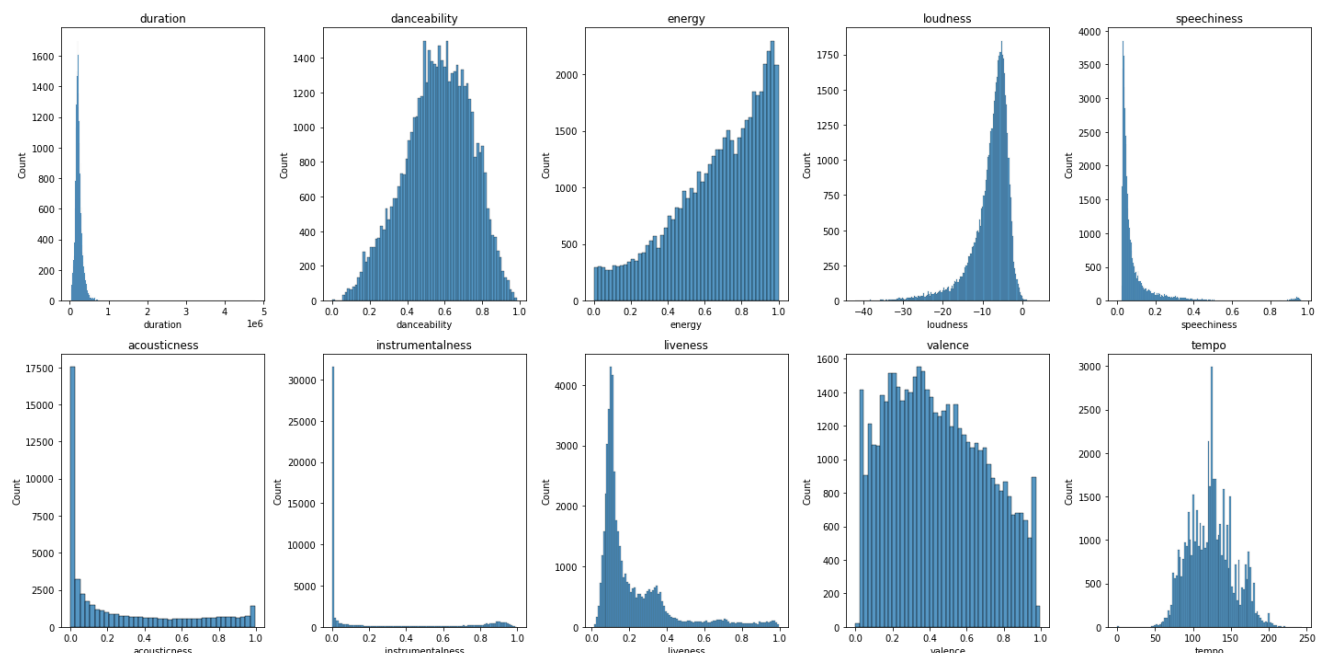 duration
1600
1400
1200
1000
800
600
400
200
0
Count
0 1 2 3 4 5
1e6
duration
danceability
1400
1200
1000
800
600
400
200
0
Count
0.0 0.2 0.4 0.6 0.8 1.0
danceability
energy
2000
1500
1000
500
0
Count
0.0 0.2 0.4 0.6 0.8 1.0
energy
loudness
1750
1500
1250
1000
750
500
250
0
Count
−40 −30 −20 −10 0
loudness
speechiness
4000
3500
3000
2500
2000
1500
1000
500
0
Count
0.0 0.2 0.4 0.6 0.8 1.0
speechiness
acousticness
17500
15000
12500
10000
7500
5000
2500
0
Count
0.0 0.2 0.4 0.6 0.8 1.0
acousticness
instrumentalness
30000
25000
20000
15000
10000
5000
0
Count
0.0 0.2 0.4 0.6 0.8 1.0
instrumentalness
liveness
4000
3000
2000
1000
0
Count
0.0 0.2 0.4 0.6 0.8 1.0
liveness
valence
1600
1400
1200
1000
800
600
400
200
0
Count
0.0 0.2 0.4 0.6 0.8 1.0
valence
tempo
3000
2500
2000
1500
1000
500
0
Count
0 50 100 150 200 250
tempo